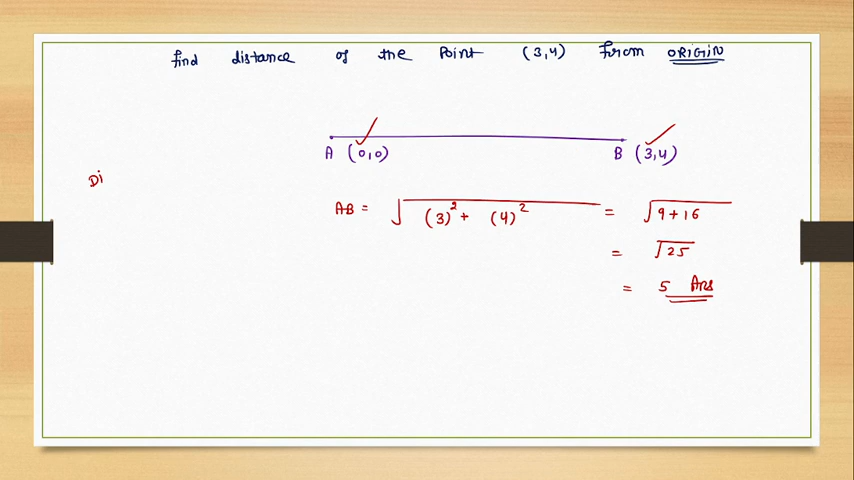 find distance of the Point (3,4) from ORIGIN
A (0,0) B (3,4)
Di
AB = √(3)² + (4)² = √9+16
= √25
= 5 Ans